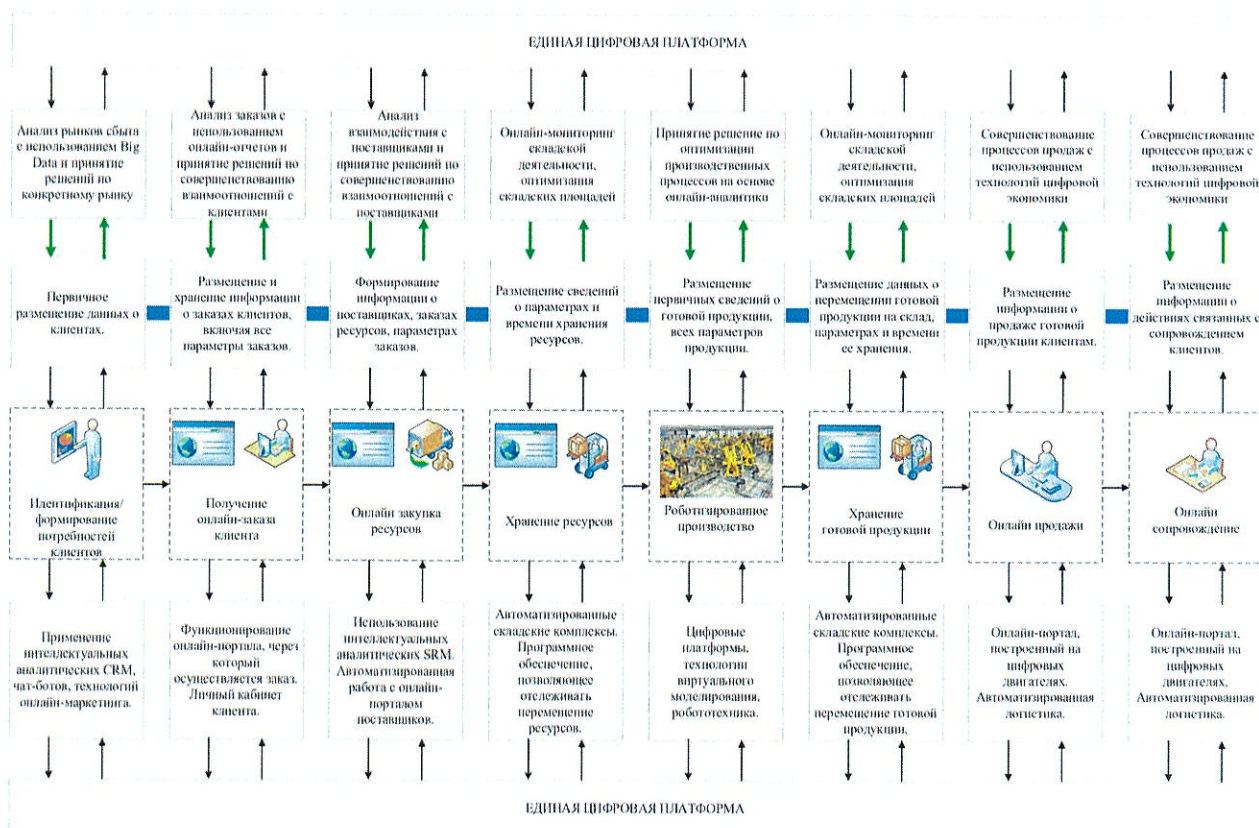 ЕДИНАЯ ЦИФРОВАЯ ПЛАТФОРМА
Анализ рынков сбыта
с использованием Big
Data и принятие
решений по
конкретному рынку
Анализ заказов с
использованием
онлайн-отчетов и
принятие решений по
совершенствованию
взаимоотношений с
клиентами
Анализ
взаимодействия с
поставщиками и
принятие решений по
совершенствованию
взаимоотношений с
поставщиками
Онлайн-мониторинг
складской
деятельности,
оптимизация
складских площадей
Принятие решение по
оптимизации
производственных
процессов на основе
онлайн-аналитики
Онлайн-мониторинг
складской
деятельности,
оптимизация
складских площадей
Совершенствование
процессов продаж с
использованием
технологий цифровой
экономики
Совершенствование
процессов продаж с
использованием
технологий цифровой
экономики
Первичное
размещение данных о
клиентах.
Размещение и
хранение информации
о заказах клиентов,
включая все
параметры заказов.
Формирование
информации о
поставщиках, заказах
ресурсов, параметрах
заказов.
Размещение сведений
о параметрах и
времени хранения
ресурсов.
Размещение
первичных сведений о
готовой продукции,
всех параметров
продукции.
Размещение данных о
перемещении готовой
продукции на склад,
параметрах и времени
ее хранения.
Размещение
информации о
продаже готовой
продукции клиентам.
Размещение
информации о
действиях связанных с
сопровождением
клиентов.
Идентификация/
формирование
потребностей
клиентов
Получение
онлайн-заказа
клиента
Онлайн закупка
ресурсов
Хранение ресурсов
Роботизированное
производство
Хранение
готовой продукции
Онлайн продажи
Онлайн
сопровождение
Применение
интеллектуальных
аналитических CRM,
чат-ботов, технологий
онлайн-маркетинга.
Функционирование
онлайн-портала, через
который
осуществляется заказ.
Личный кабинет
клиента.
Использование
интеллектуальных
аналитических SRM.
Автоматизированная
работа с онлайн-
порталом
поставщиков.
Автоматизированные
складские комплексы.
Программное
обеспечение,
позволяющее
отслеживать
перемещение
ресурсов.
Цифровые
платформы,
технологии
виртуального
моделирования,
робототехника.
Автоматизированные
складские комплексы.
Программное
обеспечение,
позволяющее
отслеживать
перемещение готовой
продукции.
Онлайн-портал,
построенный на
цифровых
двигателях.
Автоматизированная
логистика.
Онлайн-портал,
построенный на
цифровых
двигателях.
Автоматизированная
логистика.
ЕДИНАЯ ЦИФРОВАЯ ПЛАТФОРМА